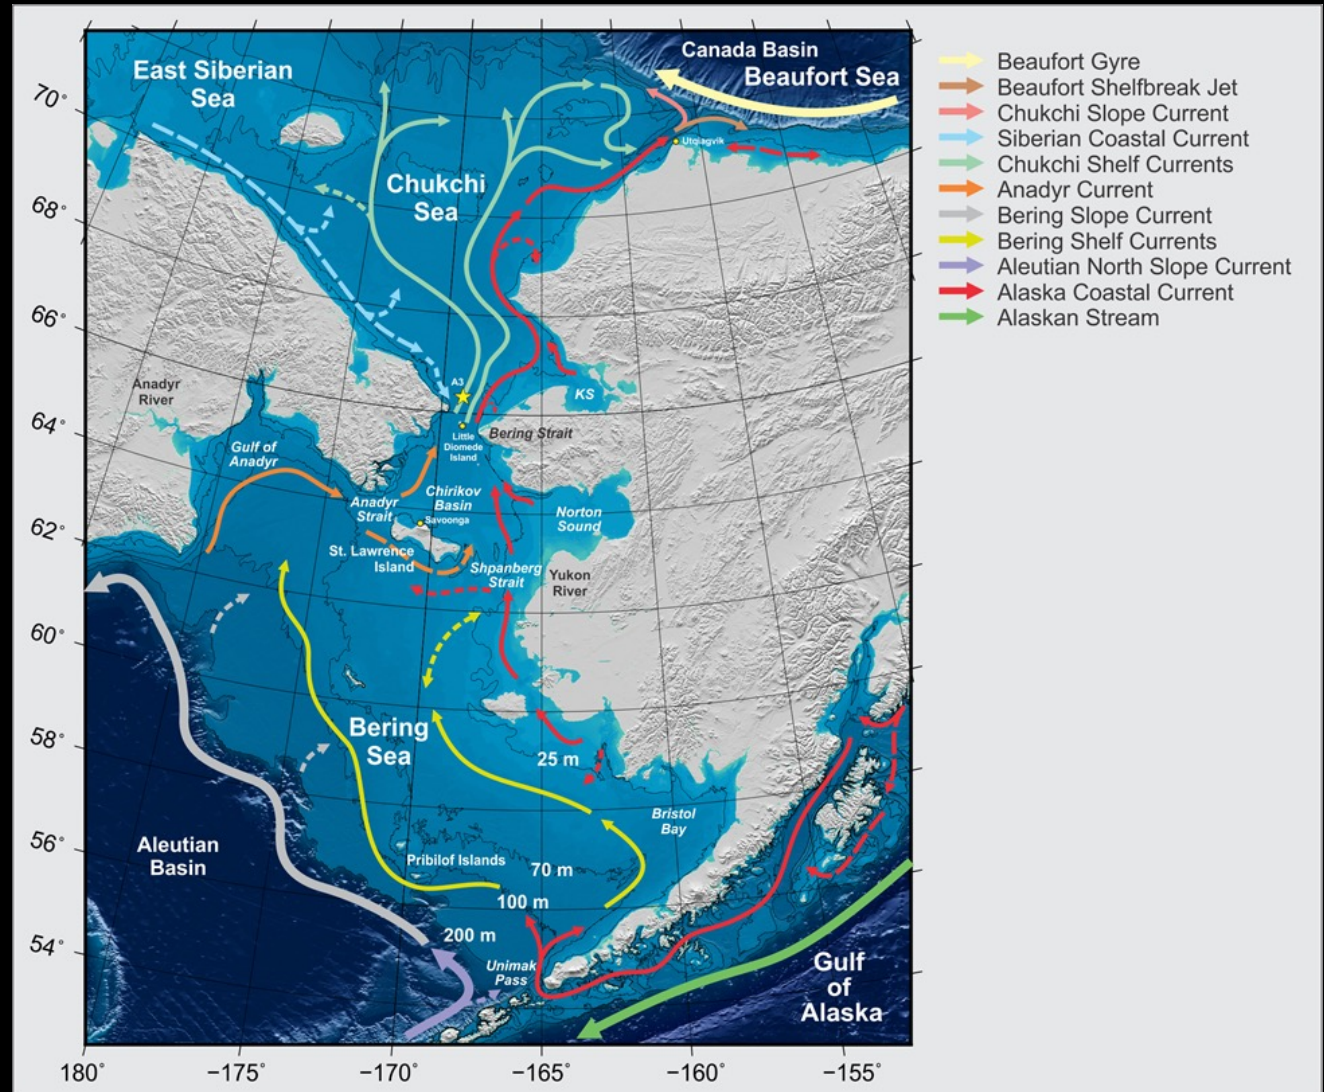 Canada Basin
Beaufort Sea
East Siberian
Sea
Utqiagvik
Chukchi
Sea
A3
KS
Anadyr
River
Little
Diomede
Island
Bering Strait
Gulf of
Anadyr
Chirikov
Basin
Anadyr
Strait
Savoonga
Norton
Sound
St. Lawrence
Island
Shpanberg
Strait
Yukon
River
Bering
Sea
25 m
Bristol
Bay
Aleutian
Basin
Pribilof Islands
70 m
100 m
200 m
Unimak
Pass
Gulf
of
Alaska
70°
68°
66°
64°
62°
60°
58°
56°
54°
180°
−175°
−170°
−165°
−160°
−155°
Beaufort Gyre
Beaufort Shelfbreak Jet
Chukchi Slope Current
Siberian Coastal Current
Chukchi Shelf Currents
Anadyr Current
Bering Slope Current
Bering Shelf Currents
Aleutian North Slope Current
Alaska Coastal Current
Alaskan Stream